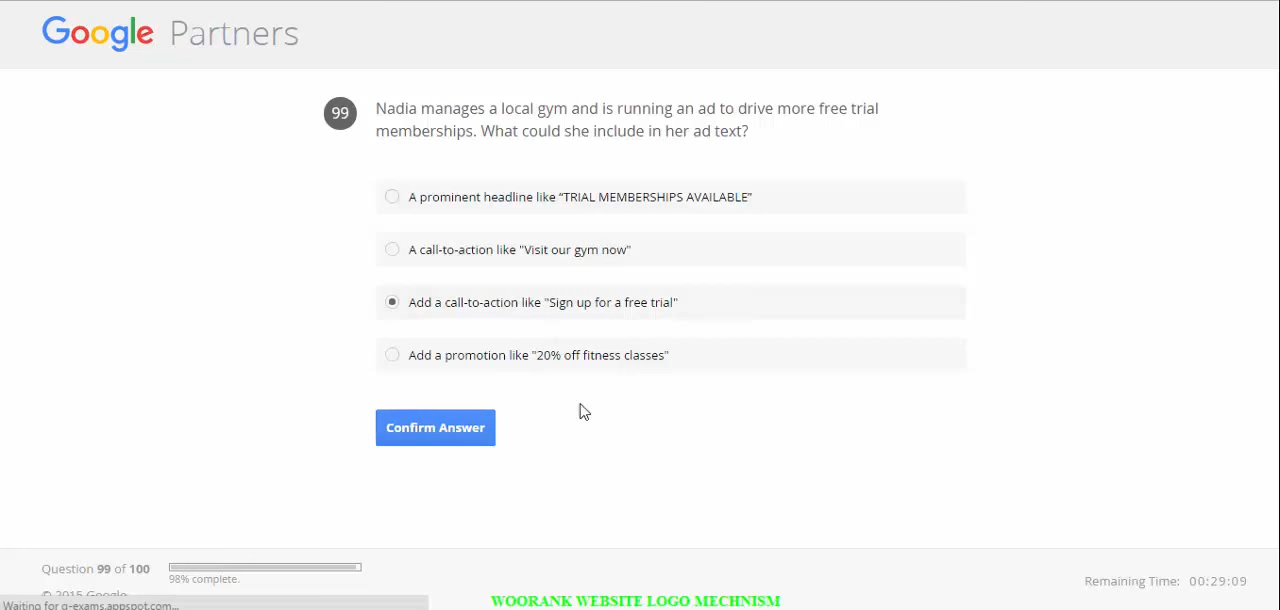 Google Partners
99 Nadia manages a local gym and is running an ad to drive more free trial
memberships. What could she include in her ad text?
A prominent headline like “TRIAL MEMBERSHIPS AVAILABLE”
A call-to-action like "Visit our gym now"
Add a call-to-action like "Sign up for a free trial"
Add a promotion like "20% off fitness classes"
Confirm Answer
Question 99 of 100
98% complete.
Remaining Time: 00:29:09
© 2015 Google
Waiting for g-exams.appspot.com...
WOORANK WEBSITE LOGO MECHNISM